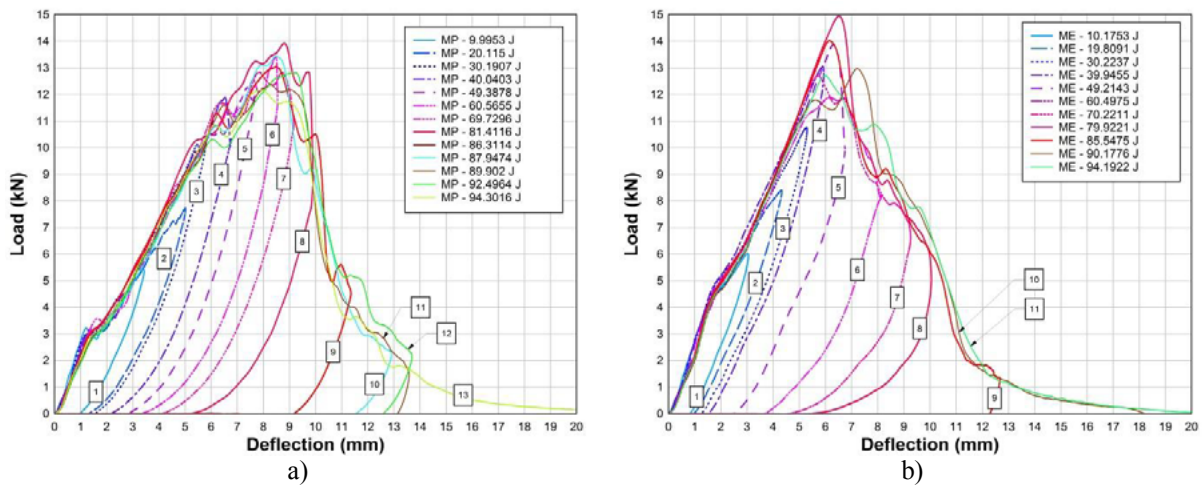 MP - 9.9953 J
MP - 20.115 J
MP - 30.1907 J
MP - 40.0403 J
MP - 49.3878 J
MP - 60.5655 J
MP - 69.7296 J
MP - 81.4116 J
MP - 86.3114 J
MP - 87.9474 J
MP - 89.902 J
MP - 92.4964 J
MP - 94.3016 J
Load (kN)
15
14
13
12
11
10
9
8
7
6
5
4
3
2
1
0
1
2
3
4
5
6
7
8
9
10
11
12
13
0 1 2 3 4 5 6 7 8 9 10 11 12 13 14 15 16 17 18 19 20
Deflection (mm)
a)
ME - 10.1753 J
ME - 19.8091 J
ME - 30.2237 J
ME - 39.9455 J
ME - 49.2143 J
ME - 60.4975 J
ME - 70.2211 J
ME - 79.9221 J
ME - 85.5475 J
ME - 90.1776 J
ME - 94.1922 J
Load (kN)
15
14
13
12
11
10
9
8
7
6
5
4
3
2
1
0
1
2
3
4
5
6
7
8
9
10
11
0 1 2 3 4 5 6 7 8 9 10 11 12 13 14 15 16 17 18 19 20
Deflection (mm)
b)